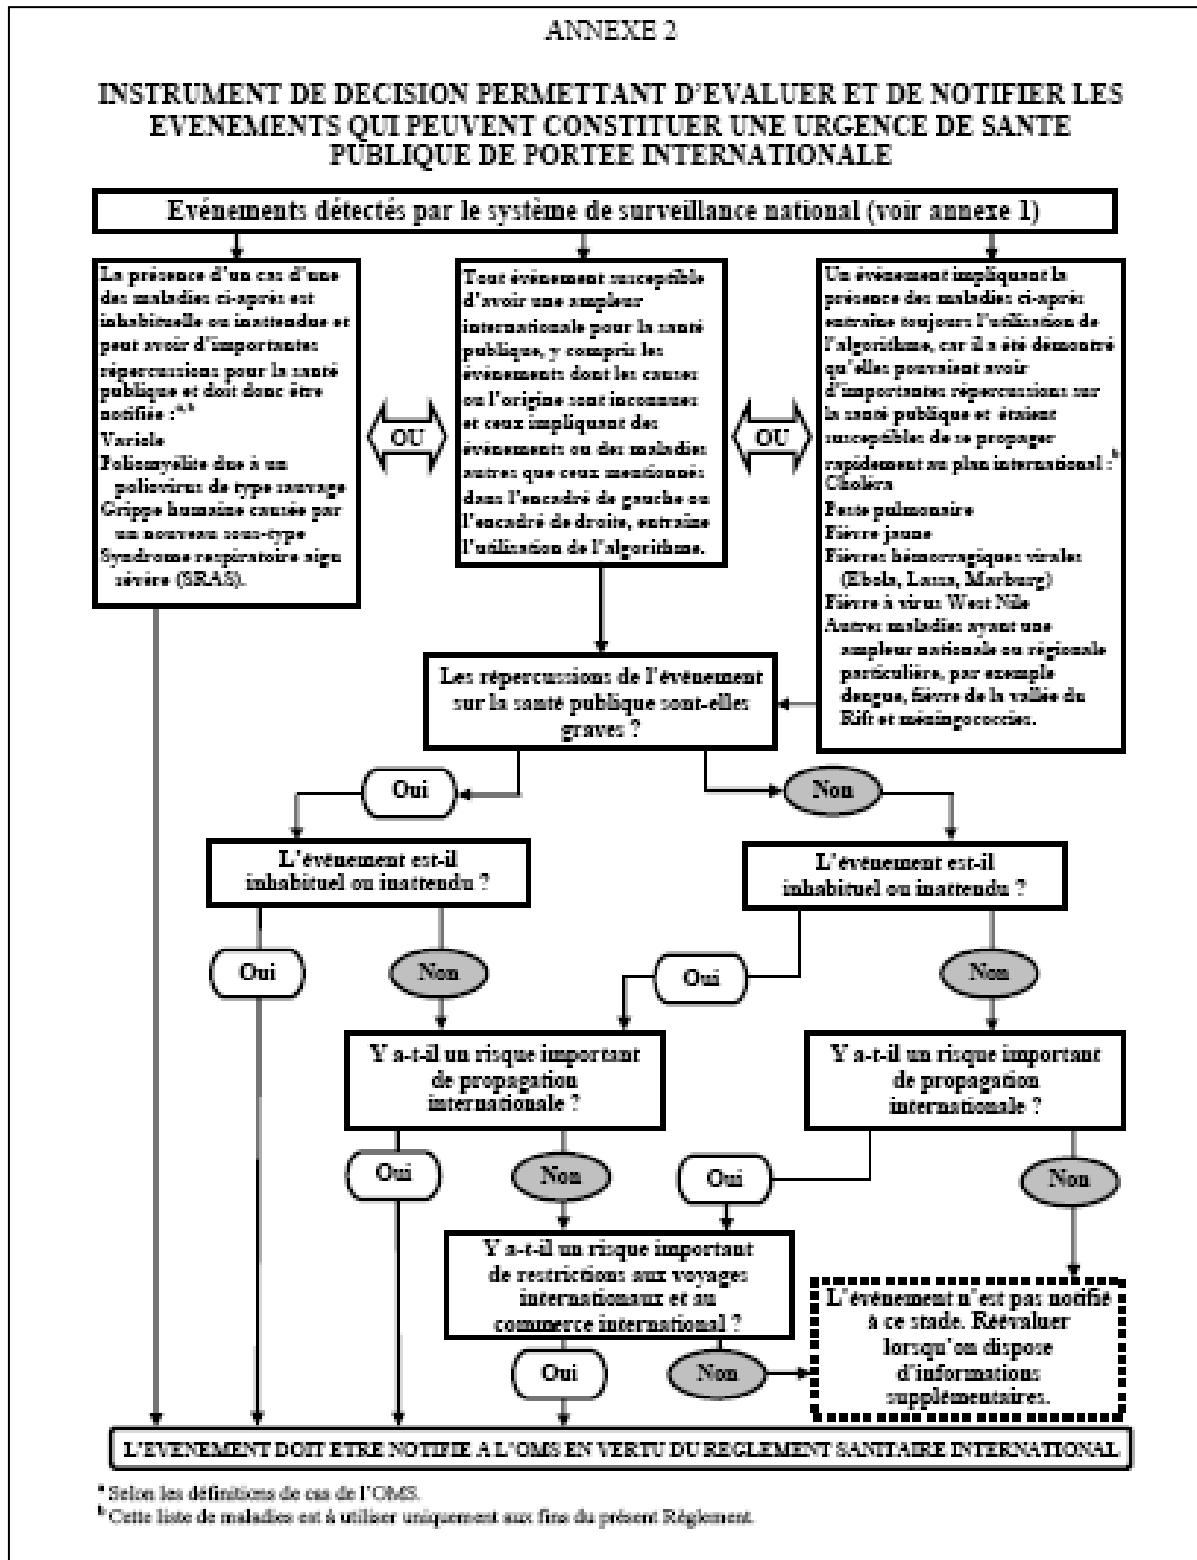 ANNEXE 2
INSTRUMENT DE DECISION PERMETTANT D'EVALUER ET DE NOTIFIER LES
EVENEMENTS QUI PEUVENT CONSTITUER UNE URGENCE DE SANTE
PUBLIQUE DE PORTEE INTERNATIONALE
Evénements détectés par le système de surveillance national (voir annexe 1)
La présence d'un cas d'une
des maladies ci-après est
inhabituelle ou inattendue et
peut avoir d'importantes
répercussions pour la santé
publique et doit donc être
notifiée :a,b
Variole
Poliomyélite due à un
poliovirus de type sauvage
Grippe humaine causée par
un nouveau sous-type
Syndrome respiratoire aigu
sévère (SRAS).
OU
Tout événement susceptible
d'avoir une ampleur
internationale pour la santé
publique, y compris les
événements dont les causes
ou l'origine sont inconnues
et ceux impliquant des
événements ou des maladies
autres que ceux mentionnés
dans l'encadré de gauche ou
l'encadré de droite, entraîne
l'utilisation de l'algorithme.
OU
Un événement impliquant la
présence des maladies ci-après
entraîne toujours l'utilisation de
l'algorithme, car il a été démontré
qu'elles pouvaient avoir
d'importantes répercussions sur
la santé publique et étaient
susceptibles de se propager
rapidement au plan international :b
Choléra
Peste pulmonaire
Fièvre jaune
Fièvres hémorragiques virales
(Ebola, Lassa, Marburg)
Fièvre à virus West Nile
Autres maladies ayant une
ampleur nationale ou régionale
particulière, par exemple
dengue, fièvre de la vallée du
Rift et méningococcies.
Les répercussions de l'événement
sur la santé publique sont-elles
graves ?
Oui
Non
L'événement est-il
inhabituel ou inattendu ?
L'événement est-il
inhabituel ou inattendu ?
Oui
Non
Oui
Non
Y a-t-il un risque important
de propagation
internationale ?
Y a-t-il un risque important
de propagation
internationale ?
Oui
Non
Oui
Non
Y a-t-il un risque important
de restrictions aux voyages
internationaux et au
commerce international ?
L'événement n'est pas notifié
à ce stade. Réévaluer
lorsqu'on dispose
d'informations
supplémentaires.
Oui
Non
L'EVENEMENT DOIT ETRE NOTIFIE A L'OMS EN VERTU DU REGLEMENT SANITAIRE INTERNATIONAL
a Selon les définitions de cas de l'OMS.
b Cette liste de maladies est à utiliser uniquement aux fins du présent Règlement.